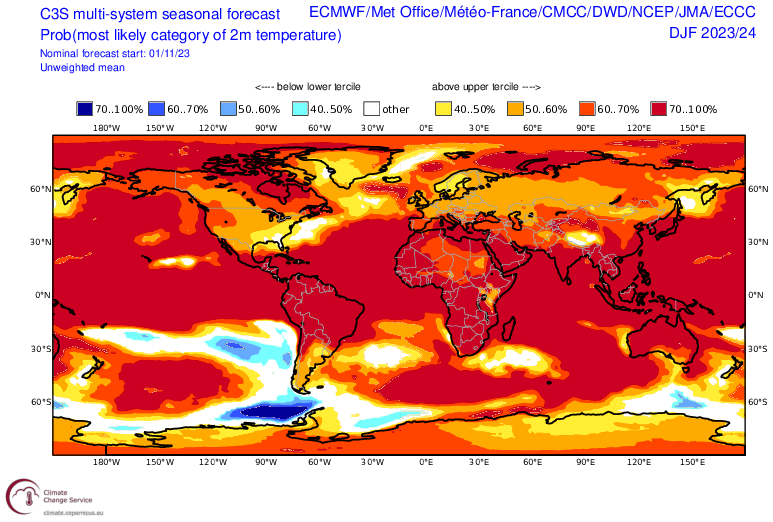 C3S multi-system seasonal forecast ECMWF/Met Office/Météo-France/CMCC/DWD/NCEP/JMA/ECCC
Prob(most likely category of 2m temperature) DJF 2023/24
Nominal forecast start: 01/11/23
Unweighted mean
<---- below lower tercile above upper tercile ---->
70..100% 60..70% 50..60% 40..50% other 40..50% 50..60% 60..70% 70..100%
180°W 150°W 120°W 90°W 60°W 30°W 0°E 30°E 60°E 90°E 120°E 150°E
60°N 60°N
30°N 30°N
0°N 0°N
30°S 30°S
60°S 60°S
180°W 150°W 120°W 90°W 60°W 30°W 0°E 30°E 60°E 90°E 120°E 150°E
Climate
Change Service
climate.copernicus.eu